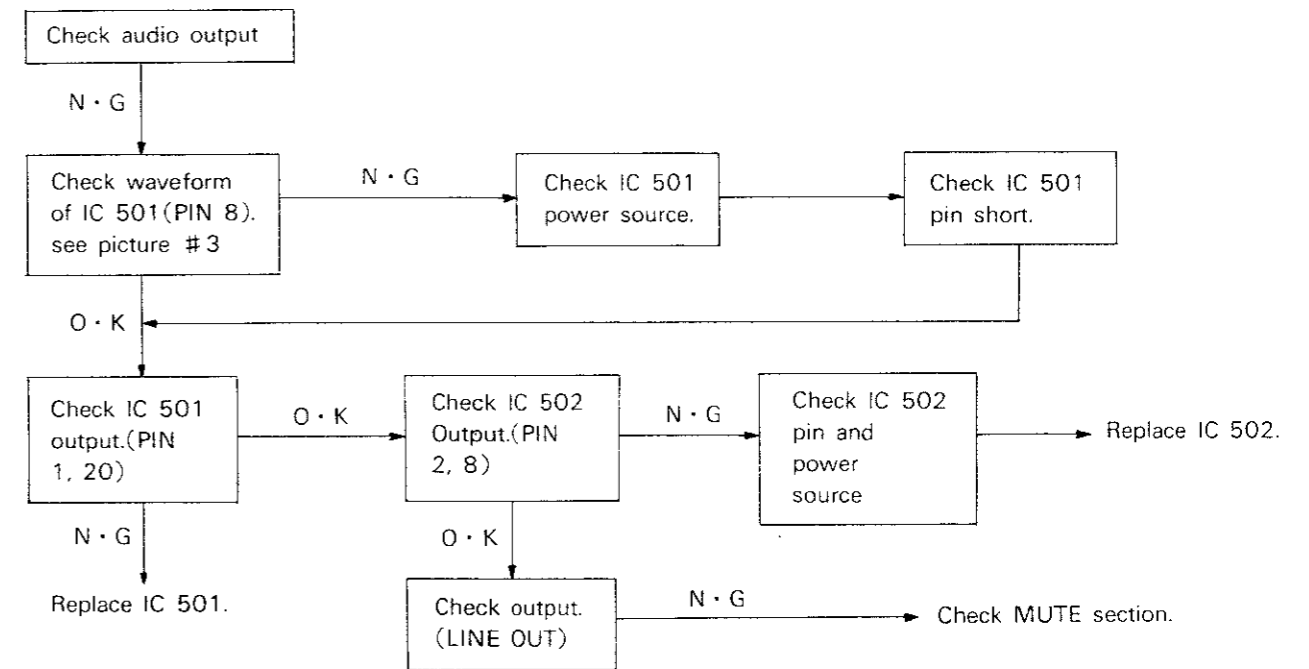 Check audio output
N・G
Check waveform
of IC 501(PIN 8).
see picture #3
N・G
Check IC 501
power source.
Check IC 501
pin short.
O・K
Check IC 501
output.(PIN
1, 20)
O・K
Check IC 502
Output.(PIN
2, 8)
N・G
Check IC 502
pin and
power
source
Replace IC 502.
N・G
Replace IC 501.
O・K
Check output.
(LINE OUT)
N・G
Check MUTE section.